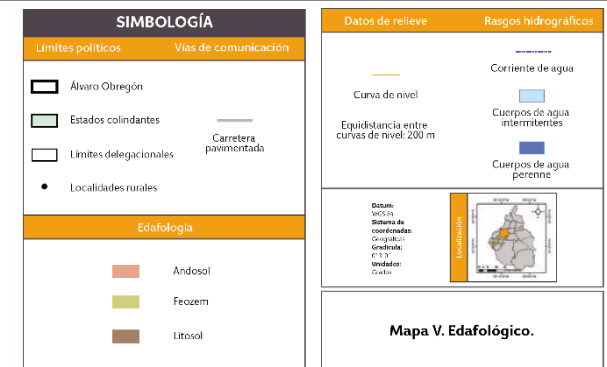 SIMBOLOGÍA
Límites políticos
Vías de comunicación
Álvaro Obregón
Estados colindantes
Límites delegacionales
Localidades rurales
Carretera
pavimentada
Edafología
Andosol
Feozem
Litosol
Datos de relieve
Rasgos hidrográficos
Curva de nivel
Equidistancia entre
curvas de nivel: 200 m
Corriente de agua
Cuerpos de agua
intermitentes
Cuerpos de agua
perenne
Datum:
WGS 84
Sistema de
coordenadas:
Geográficas
Gradícula:
Unidades:
Grados
Localización
Mapa V. Edafológico.